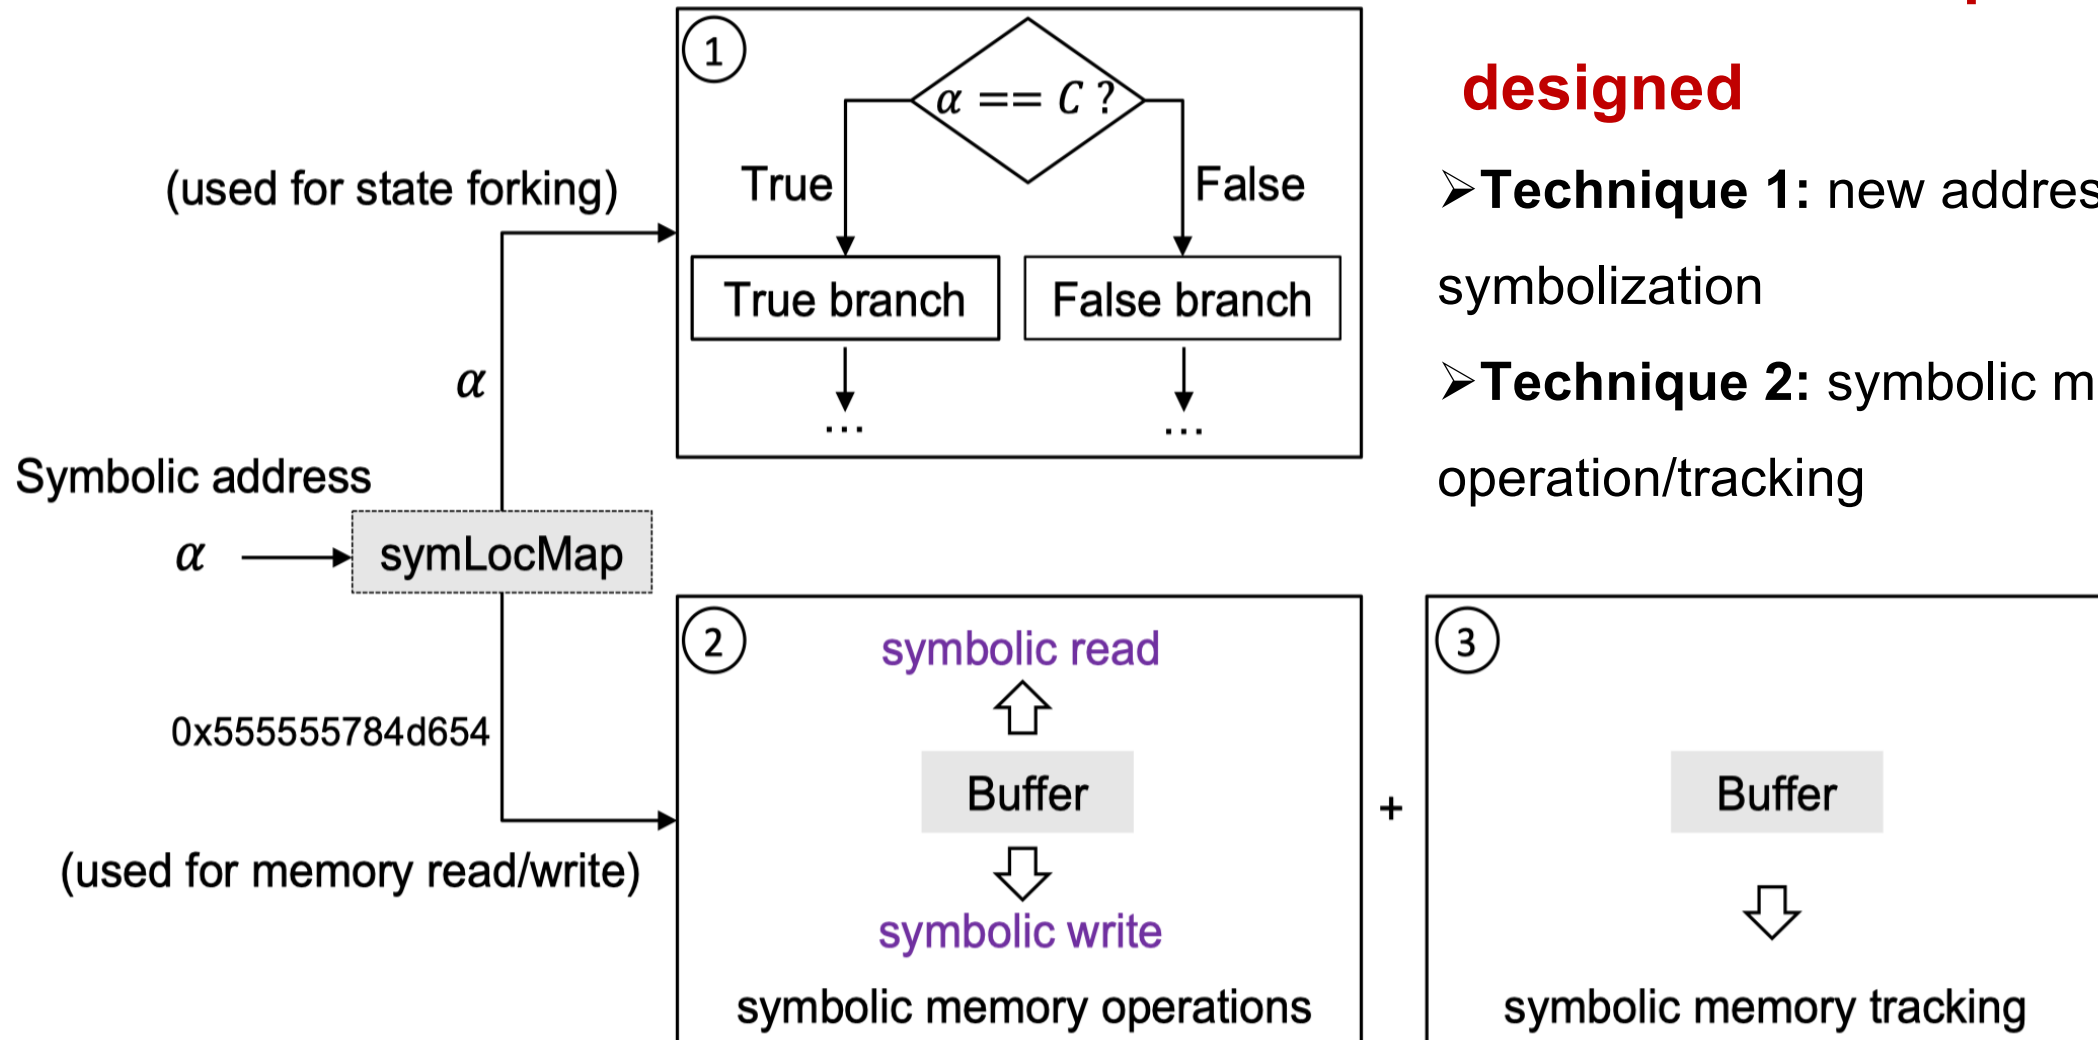 designed
➢Technique 1: new
symbolization
➢Technique 2: symbolic
operation/tracking
1
α == C ?
True
False
True branch
False branch
...
...
(used for state forking)
α
Symbolic address
α
symLocMap
0x555555784d654
(used for memory read/write)
2
symbolic read
Buffer
symbolic write
symbolic memory operations
+
3
Buffer
symbolic memory tracking